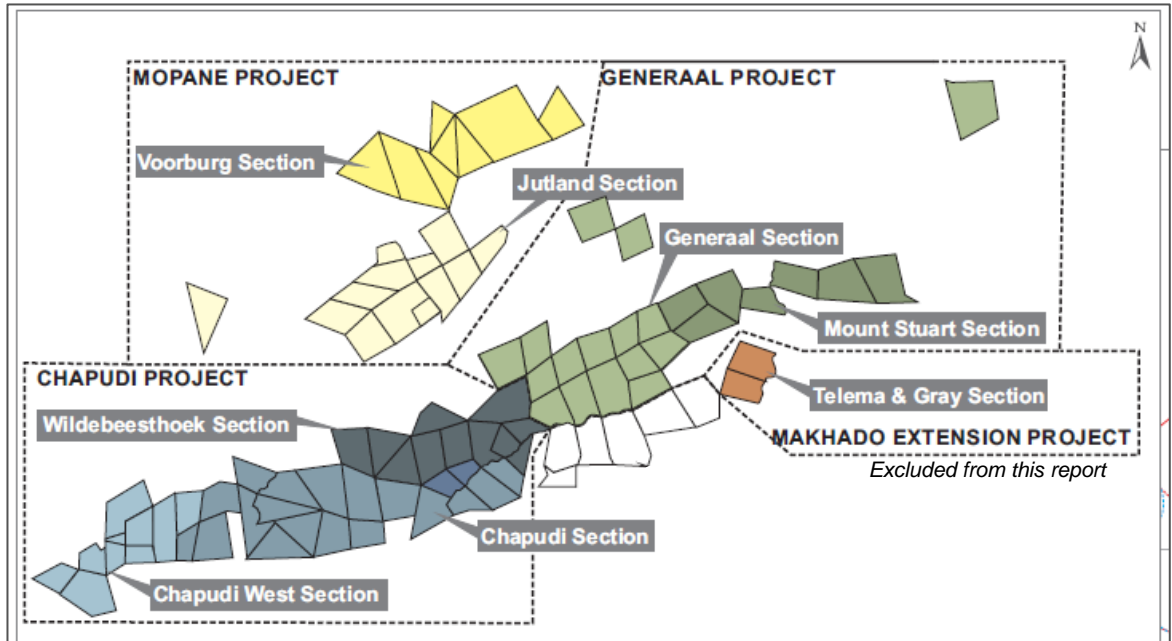 N
MOPANE PROJECT
GENERAAL PROJECT
Voorburg Section
Jutland Section
Generaal Section
Mount Stuart Section
CHAPUDI PROJECT
Telema & Gray Section
Wildebeesthoek Section
MAKHADO EXTENSION PROJECT
Excluded from this report
Chapudi Section
Chapudi West Section